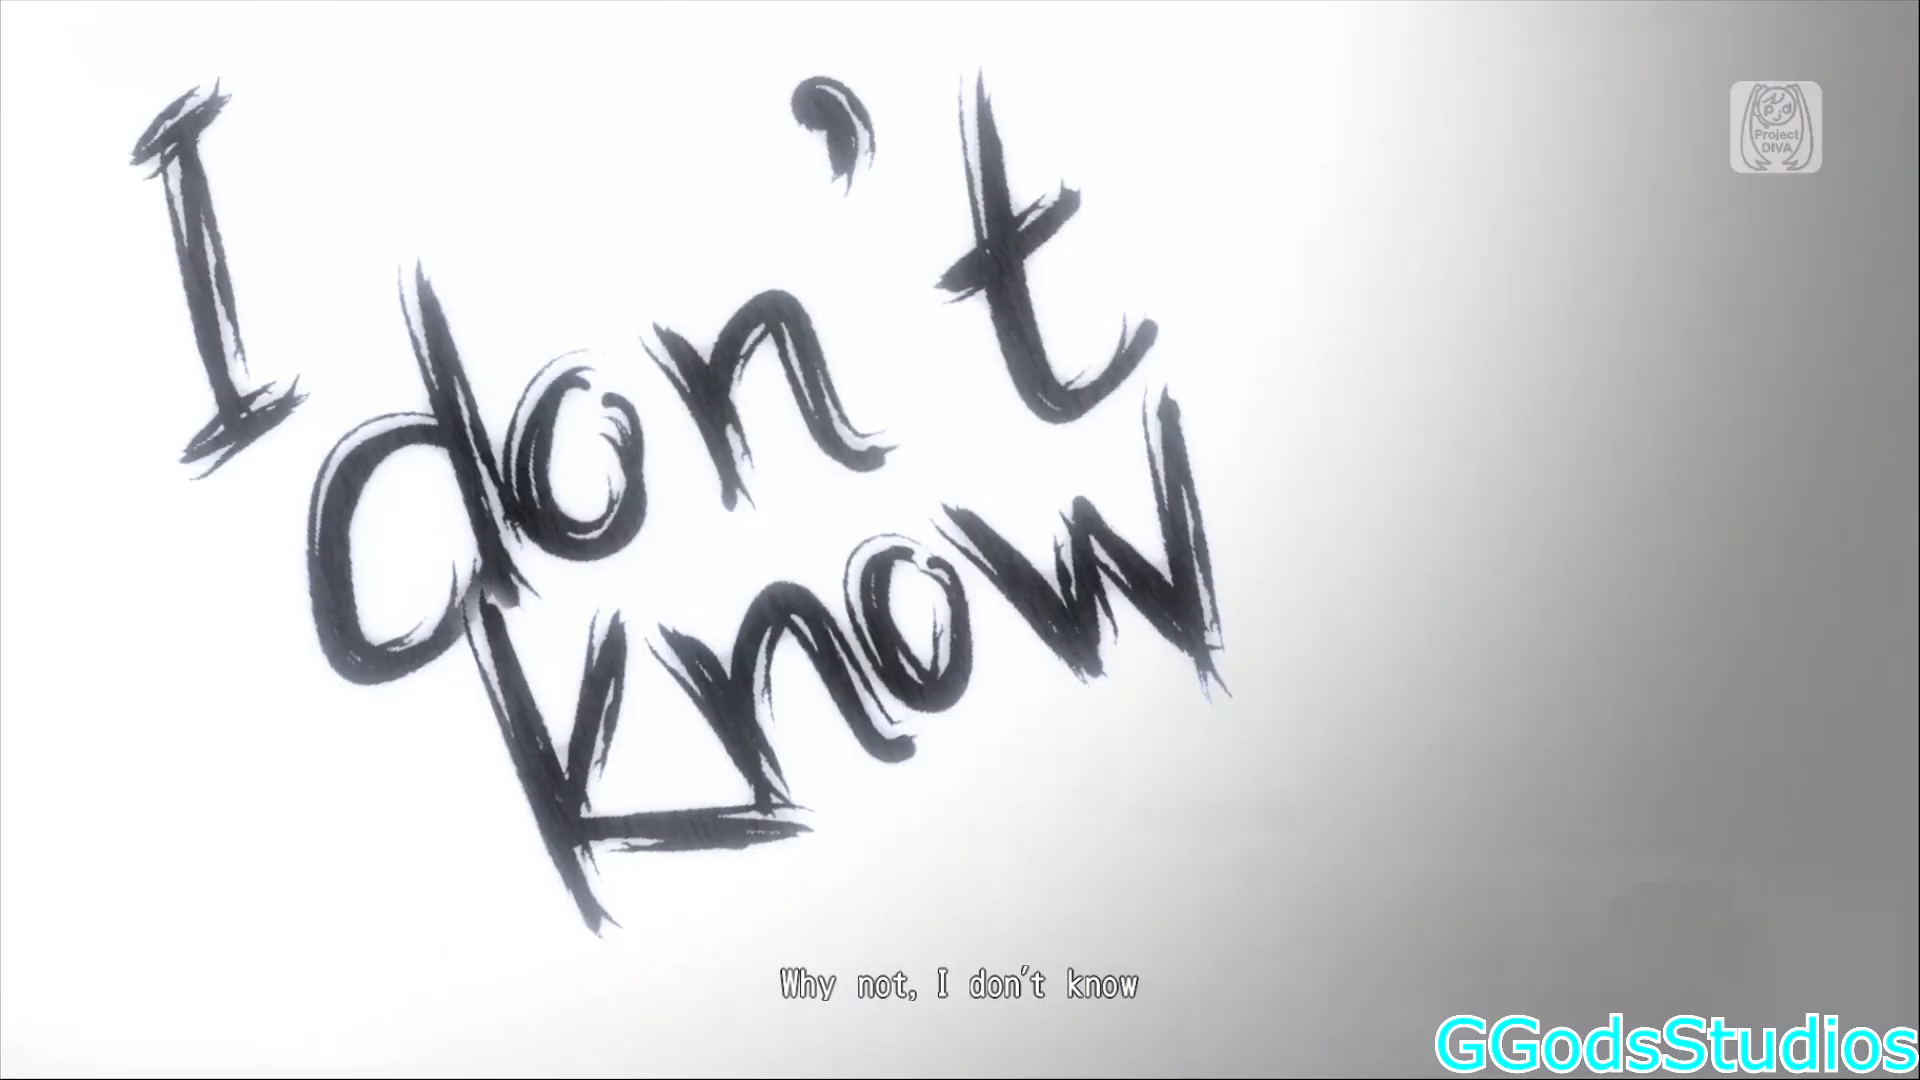 I
don't
know
Project
DIVA
Why not, I don't know
GGodsStudios